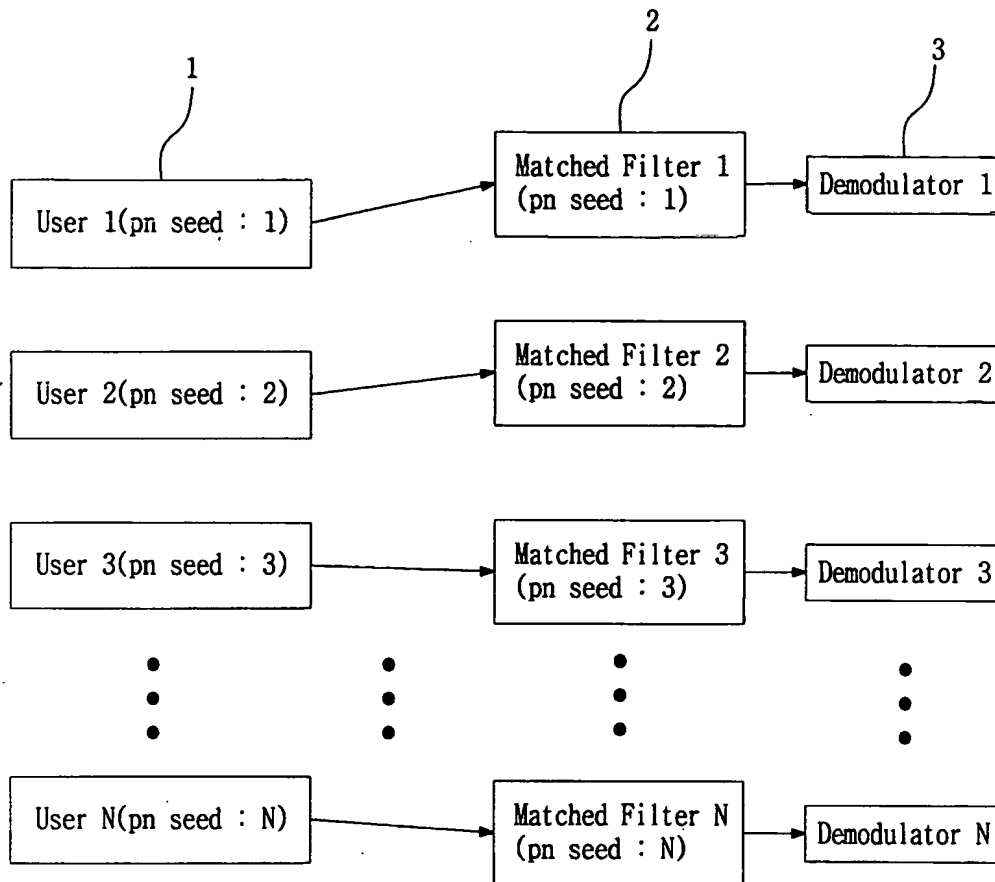 1
2
3
User 1(pn seed : 1)
Matched Filter 1
(pn seed : 1)
Demodulator 1
User 2(pn seed : 2)
Matched Filter 2
(pn seed : 2)
Demodulator 2
User 3(pn seed : 3)
Matched Filter 3
(pn seed : 3)
Demodulator 3
User N(pn seed : N)
Matched Filter N
(pn seed : N)
Demodulator N